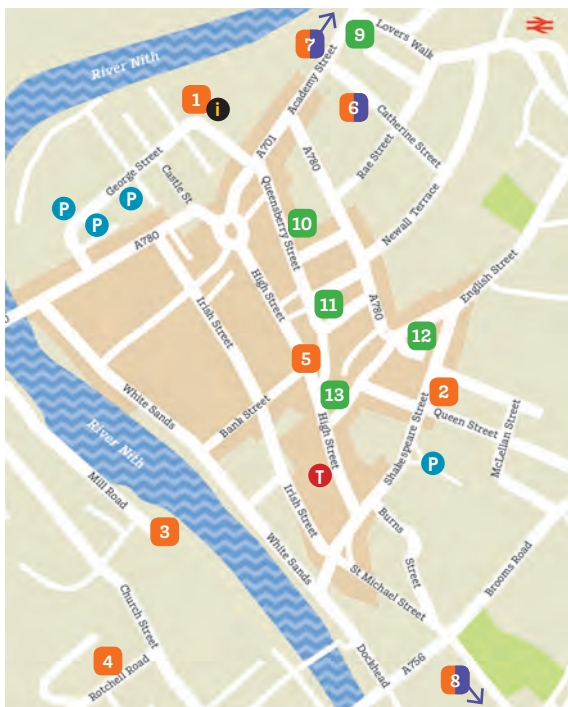 River Nith
7
9
Lovers Walk
1
i
Academy Street
6
Catherine Street
A701
A780
Rae Street
George Street
Castle St
P
P
P
Queensberry Street
10
Newall Terrace
A780
0
High Street
Irish Street
11
A780
English Street
12
5
13
2
White Sands
Bank Street
High Street
Shakespeare Street
Queen Street
McLellan Street
River Nith
T
P
Mill Road
3
Irish Street
Burns
Street
White Sands
St Michael Street
Brooms Road
Church Street
4
Rotchell Road
Dockhead
A756
8